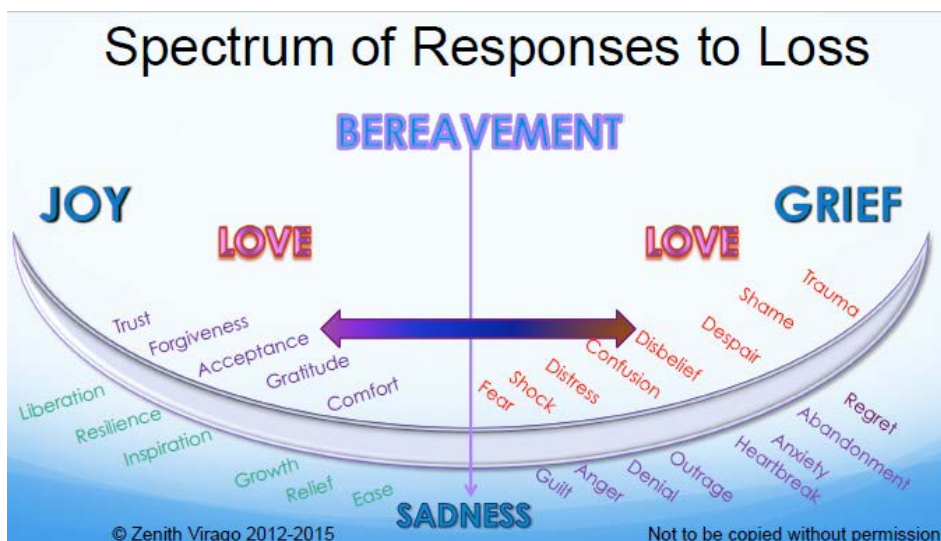 Spectrum of Responses to Loss
BEREAVEMENT
JOY
GRIEF
LOVE
LOVE
Trust
Forgiveness
Acceptance
Gratitude
Comfort
Fear
Shock
Distress
Confusion
Disbelief
Despair
Shame
Trauma
Liberation
Resilience
Inspiration
Growth
Relief
Ease
Guilt
Anger
Denial
Outrage
Heartbreak
Anxiety
Abandonment
Regret
SADNESS
© Zenith Virago 2012-2015
Not to be copied without permission